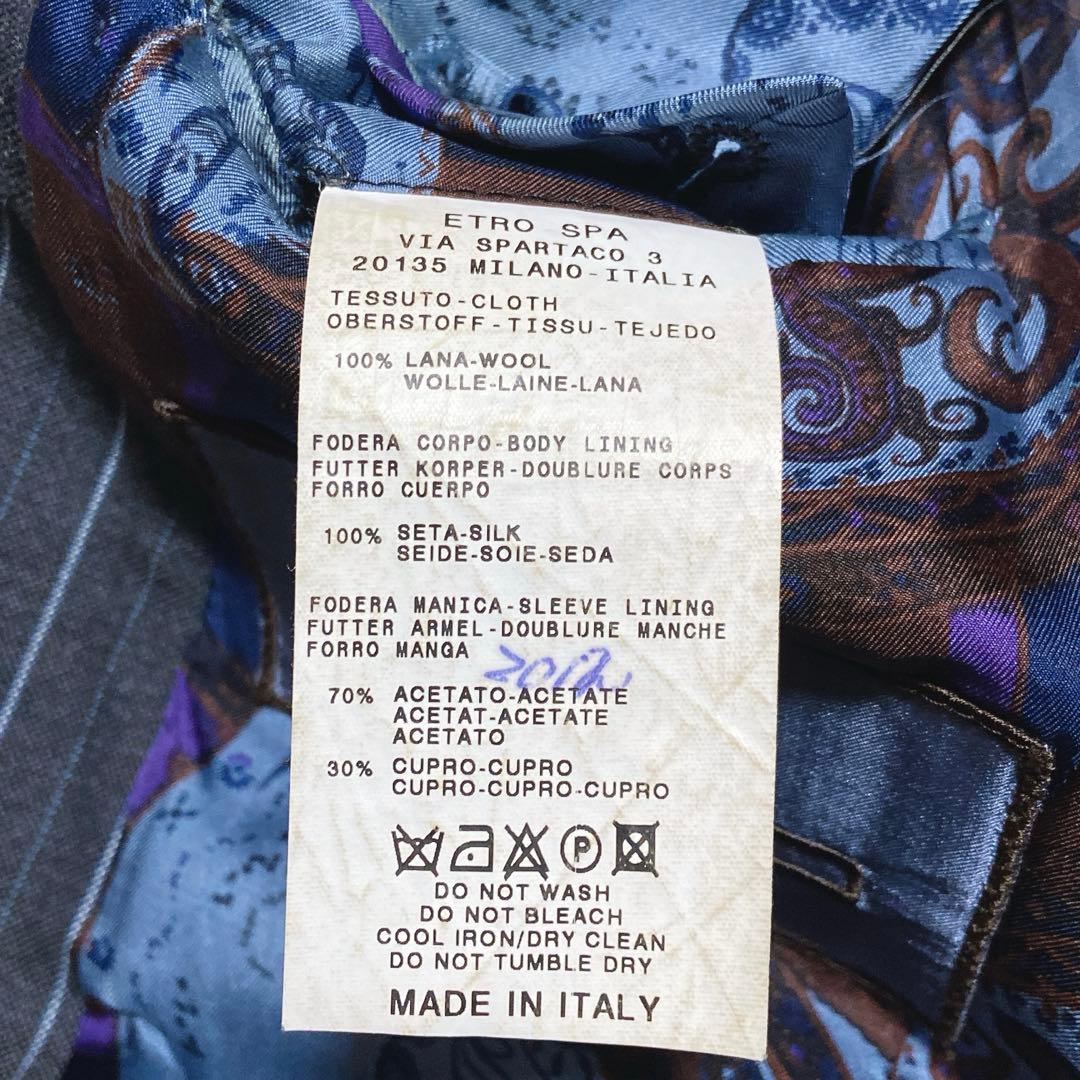 ETRO SPA
VIA SPARTACO 3
20135 MILANO-ITALIA
TESSUTO-CLOTH
OBERSTOFF-TISSU-TEJEDO
100% LANA-WOOL
WOLLE-LAINE-LANA
FODERA CORPO-BODY LINING
FUTTER KORPER-DOUBLURE CORPS
FORRO CUERPO
100% SETA-SILK
SEIDE-SOIE-SEDA
FODERA MANICA-SLEEVE LINING
FUTTER ARMEL-DOUBLURE MANCHE
FORRO MANGA
70% ACETATO-ACETATE
ACETAT-ACETATE
ACETATO
30% CUPRO-CUPRO
CUPRO-CUPRO-CUPRO
P
DO NOT WASH
DO NOT BLEACH
COOL IRON/DRY CLEAN
DO NOT TUMBLE DRY
MADE IN ITALY